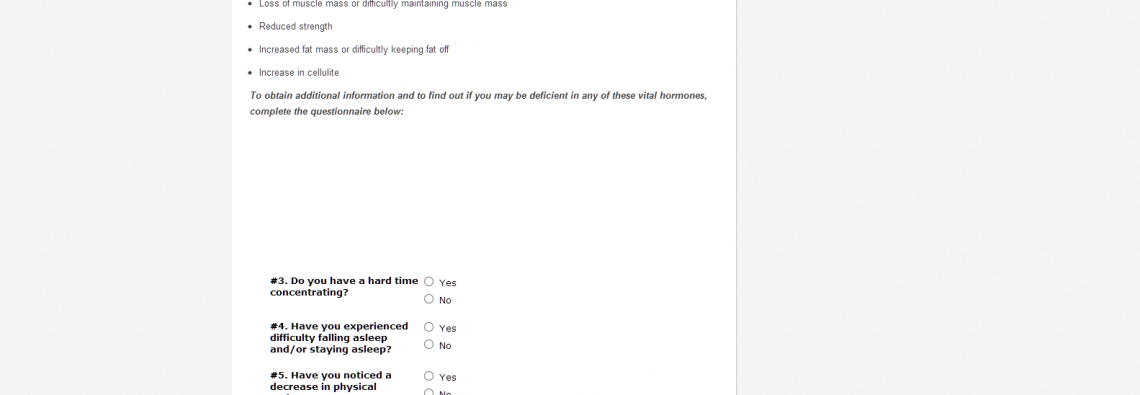 • Loss of muscle mass or difficultly maintaining muscle mass
• Reduced strength
• Increased fat mass or difficultly keeping fat off
• Increase in cellulite
To obtain additional information and to find out if you may be deficient in any of these vital hormones,
complete the questionnaire below:
#3. Do you have a hard time
concentrating?
Yes
No
#4. Have you experienced
difficulty falling asleep
and/or staying asleep?
Yes
No
#5. Have you noticed a
decrease in physical
Yes
No